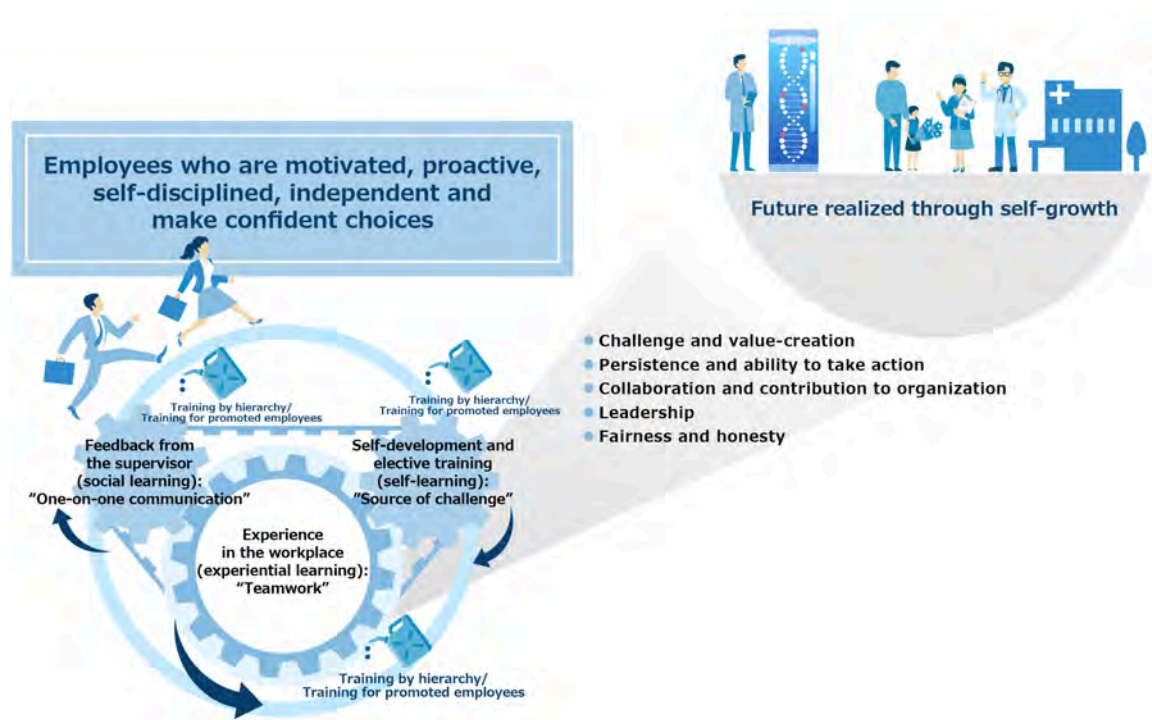 Employees who are motivated, proactive,
self-disciplined, independent and
make confident choices
Future realized through self-growth
Challenge and value-creation
Persistence and ability to take action
Collaboration and contribution to organization
Leadership
Fairness and honesty
Training by hierarchy/
Training for promoted employees
Training by hierarchy/
Training for promoted employees
Feedback from
the supervisor
(social learning):
“One-on-one communication”
Self-development and
elective training
(self-learning):
“Source of challenge”
Experience
in the workplace
(experiential learning):
“Teamwork”
Training by hierarchy/
Training for promoted employees